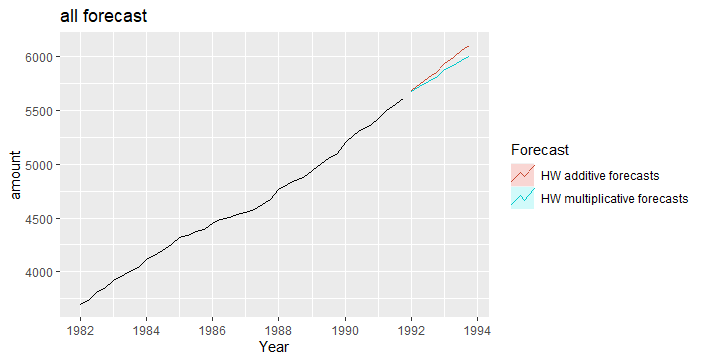 all forecast
6000
5500
5000
4500
4000
amount
1982 1984 1986 1988 1990 1992 1994
Year
Forecast
HW additive forecasts
HW multiplicative forecasts